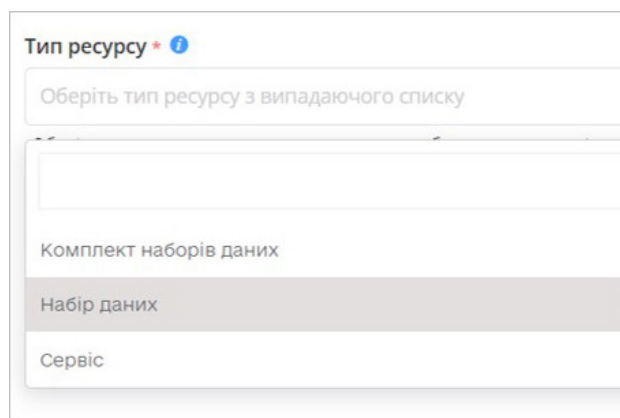 Тип ресурсу * i
Оберіть тип ресурсу з випадаючого списку
Комплект наборів даних
Набір даних
Сервіс